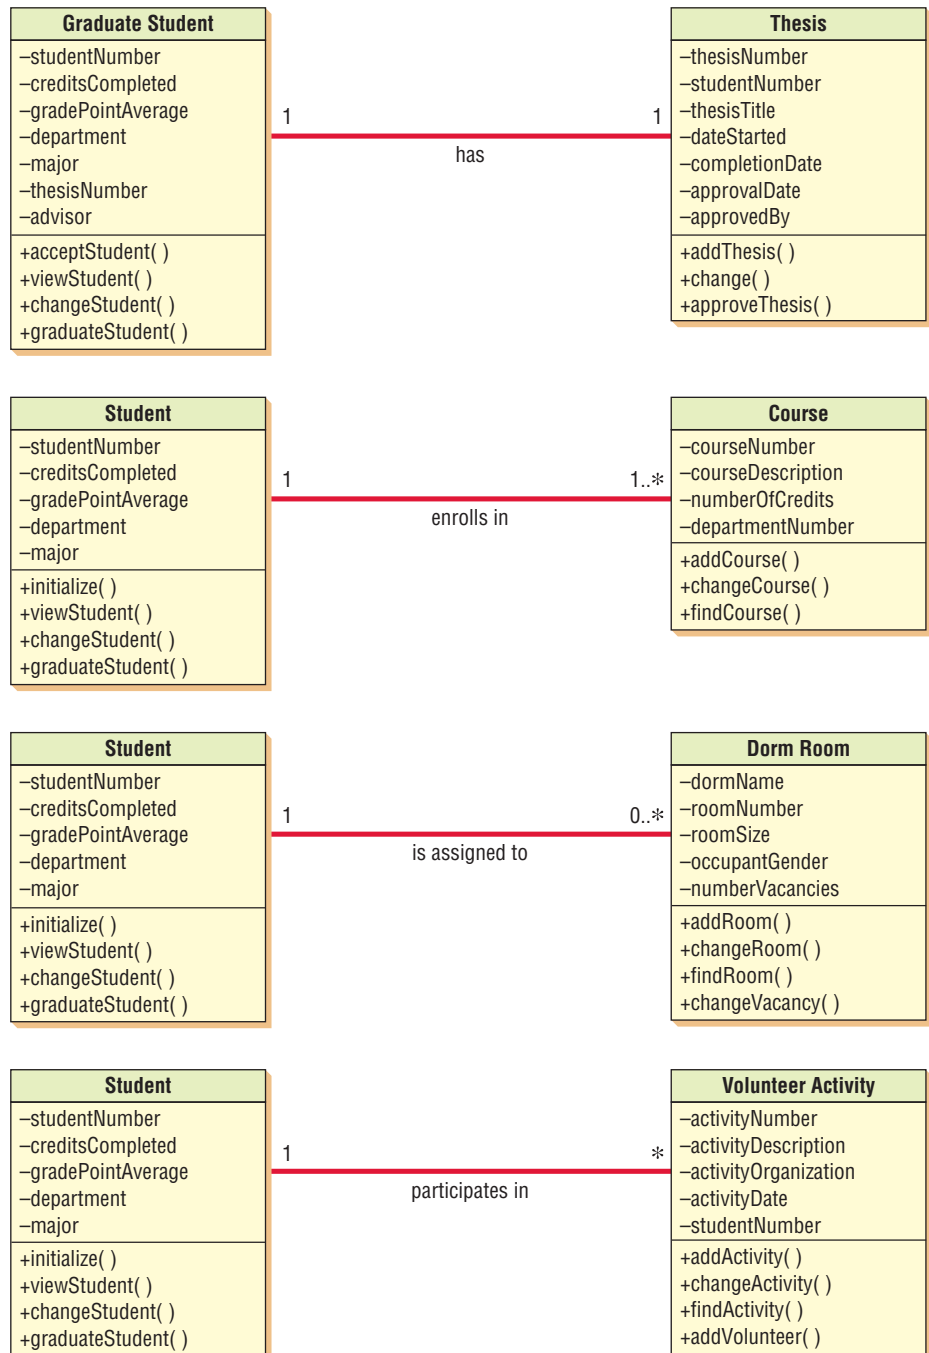 Graduate Student
–studentNumber
–creditsCompleted
–gradePointAverage
–department
–major
–thesisNumber
–advisor
+acceptStudent( )
+viewStudent( )
+changeStudent( )
+graduateStudent( )
1
1
has
Thesis
–thesisNumber
–studentNumber
–thesisTitle
–dateStarted
–completionDate
–approvalDate
–approvedBy
+addThesis( )
+change( )
+approveThesis( )
Student
–studentNumber
–creditsCompleted
–gradePointAverage
–department
–major
+initialize( )
+viewStudent( )
+changeStudent( )
+graduateStudent( )
1
1..*
enrolls in
Course
–courseNumber
–courseDescription
–numberOfCredits
–departmentNumber
+addCourse( )
+changeCourse( )
+findCourse( )
Student
–studentNumber
–creditsCompleted
–gradePointAverage
–department
–major
+initialize( )
+viewStudent( )
+changeStudent( )
+graduateStudent( )
1
0..*
is assigned to
Dorm Room
–dormName
–roomNumber
–roomSize
–occupantGender
–numberVacancies
+addRoom( )
+changeRoom( )
+findRoom( )
+changeVacancy( )
Student
–studentNumber
–creditsCompleted
–gradePointAverage
–department
–major
+initialize( )
+viewStudent( )
+changeStudent( )
+graduateStudent( )
1
*
participates in
Volunteer Activity
–activityNumber
–activityDescription
–activityOrganization
–activityDate
–studentNumber
+addActivity( )
+changeActivity( )
+findActivity( )
+addVolunteer( )